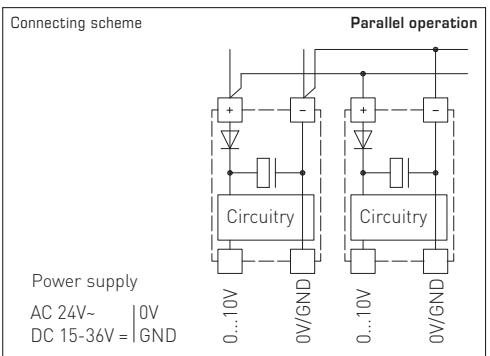 Connecting scheme
Parallel operation
+
−
+
−
Circuitry
Circuitry
Power supply
AC 24V~ | 0V
DC 15-36V = | GND
0...10V
0V/GND
0...10V
0V/GND